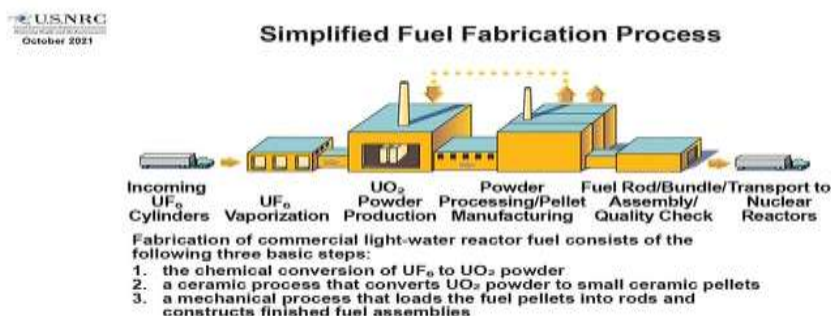 U.S.NRC
October 2021
Simplified Fuel Fabrication Process
Incoming UF₆ Cylinders
UF₆ Vaporization
UO₂ Powder Production
Powder Processing/Pellet Manufacturing
Fuel Rod/Bundle/ Assembly/ Quality Check
Transport to Nuclear Reactors
Fabrication of commercial light-water reactor fuel consists of the
following three basic steps:
1. the chemical conversion of UF₆ to UO₂ powder
2. a ceramic process that converts UO₂ powder to small ceramic pellets
3. a mechanical process that loads the fuel pellets into rods and
constructs finished fuel assemblies